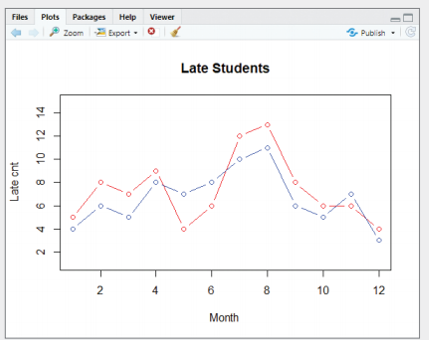 Files Plots Packages Help Viewer
Zoom Export Publish
Late Students
Late cnt
14
12
10
8
6
4
2
2 4 6 8 10 12
Month